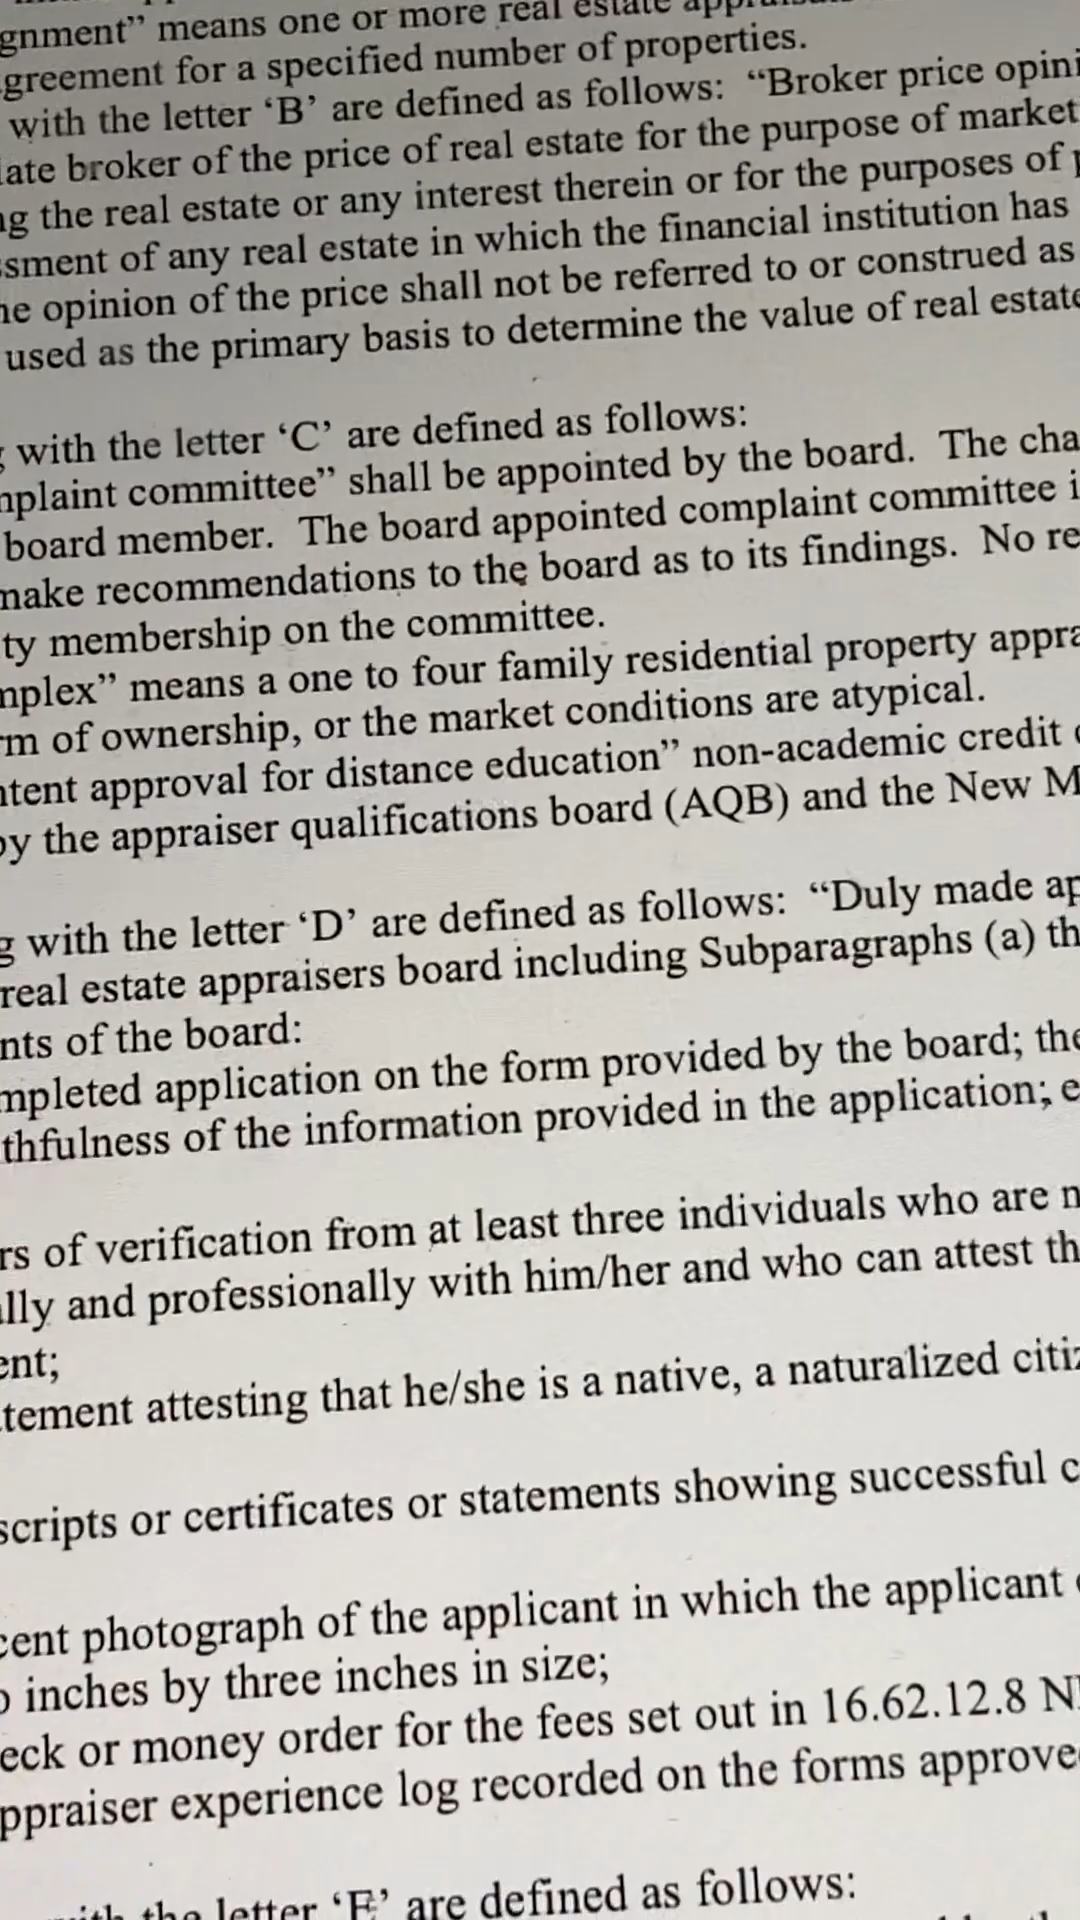 gnment” means one or more real estate
greement for a specified number of properties.
with the letter ‘B’ are defined as follows: “Broker price opini
ate broker of the price of real estate for the purpose of market
g the real estate or any interest therein or for the purposes of p
sment of any real estate in which the financial institution has
he opinion of the price shall not be referred to or construed as
used as the primary basis to determine the value of real estate
g with the letter ‘C’ are defined as follows:
mplaint committee” shall be appointed by the board. The cha
board member. The board appointed complaint committee i
make recommendations to the board as to its findings. No re
ty membership on the committee.
mplex” means a one to four family residential property appra
rm of ownership, or the market conditions are atypical.
ntent approval for distance education” non-academic credit
by the appraiser qualifications board (AQB) and the New M
g with the letter ‘D’ are defined as follows: “Duly made ap
real estate appraisers board including Subparagraphs (a) th
nts of the board:
mpleted application on the form provided by the board; the
thfulness of the information provided in the application; e
rs of verification from at least three individuals who are n
lly and professionally with him/her and who can attest th
ent;
tement attesting that he/she is a native, a naturalized citiz
scripts or certificates or statements showing successful c
cent photograph of the applicant in which the applicant
o inches by three inches in size;
eck or money order for the fees set out in 16.62.12.8 N
ppraiser experience log recorded on the forms approve
with the letter ‘E’ are defined as follows: